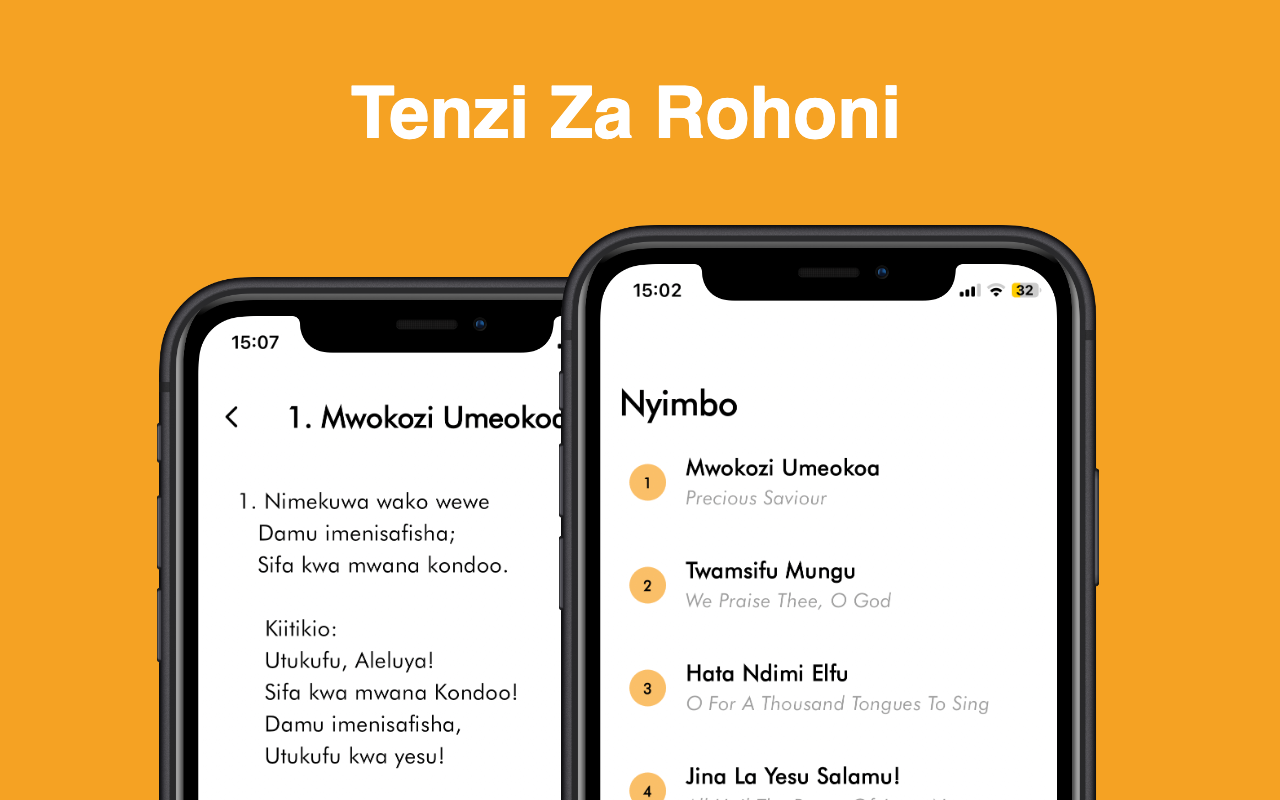 Tenzi Za Rohoni
15:07
1. Mwokozi Umeokoa
1. Nimekuwa wako wewe
Damu imenisafisha;
Sifa kwa mwana kondoo.
Kiitikio:
Utukufu, Aleluya!
Sifa kwa mwana Kondoo!
Damu imenisafisha,
Utukufu kwa yesu!
15:02
32
Nyimbo
1
Mwokozi Umeokoa
Precious Saviour
2
Twamsifu Mungu
We Praise Thee, O God
3
Hata Ndimi Elfu
O For A Thousand Tongues To Sing
4
Jina La Yesu Salamu!